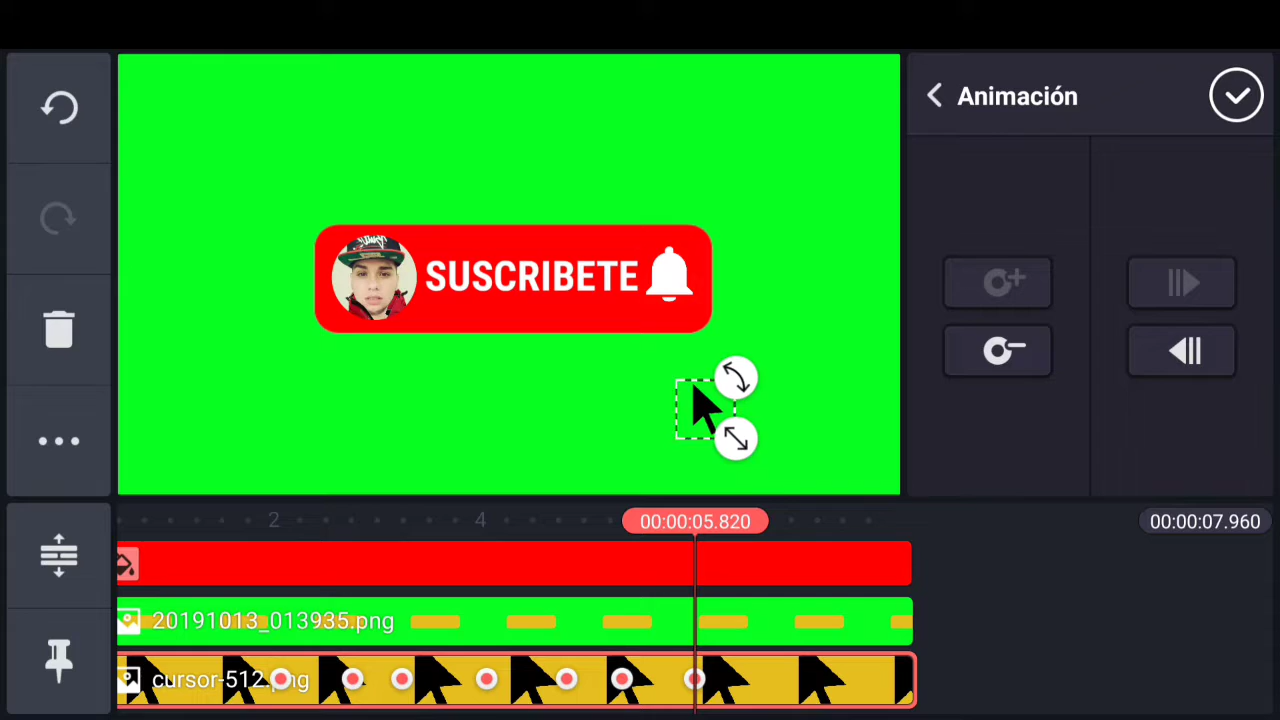 Animación
SUSCRIBETE
2
4
00:00:05.820
00:00:07.960
20191013_013935.png
cursor-512.png